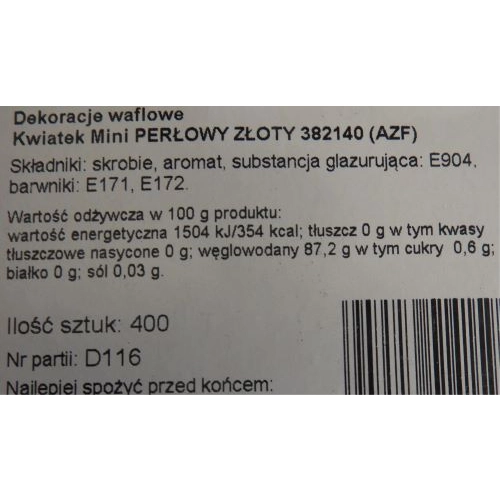 Dekoracje waflowe
Kwiatek Mini PERŁOWY ZŁOTY 382140 (AZF)
Składniki: skrobie, aromat, substancja glazurująca: E904,
barwniki: E171, E172.
Wartość odżywcza w 100 g produktu:
wartość energetyczna 1504 kJ/354 kcal; tłuszcz 0 g w tym kwasy
tłuszczowe nasycone 0 g; węglowodany 87,2 g w tym cukry 0,6 g;
białko 0 g; sól 0,03 g.
Ilość sztuk: 400
Nr partii: D116
Najlepiej spożyć przed końcem: